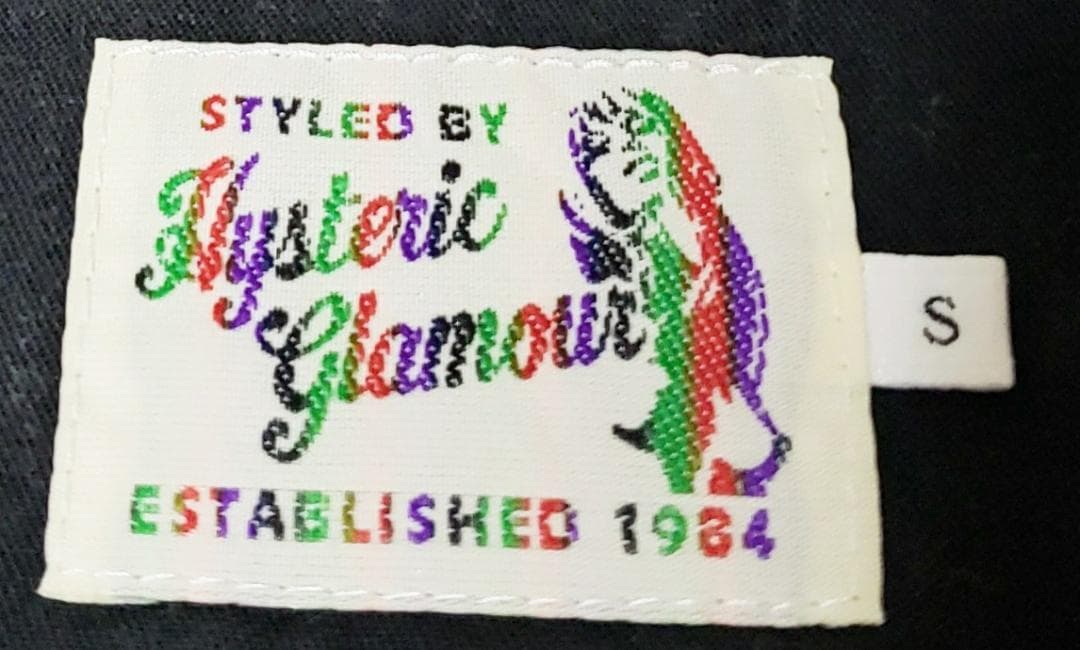 STYLED BY
Hysteric
Glamour
ESTABLISHED 1984
S